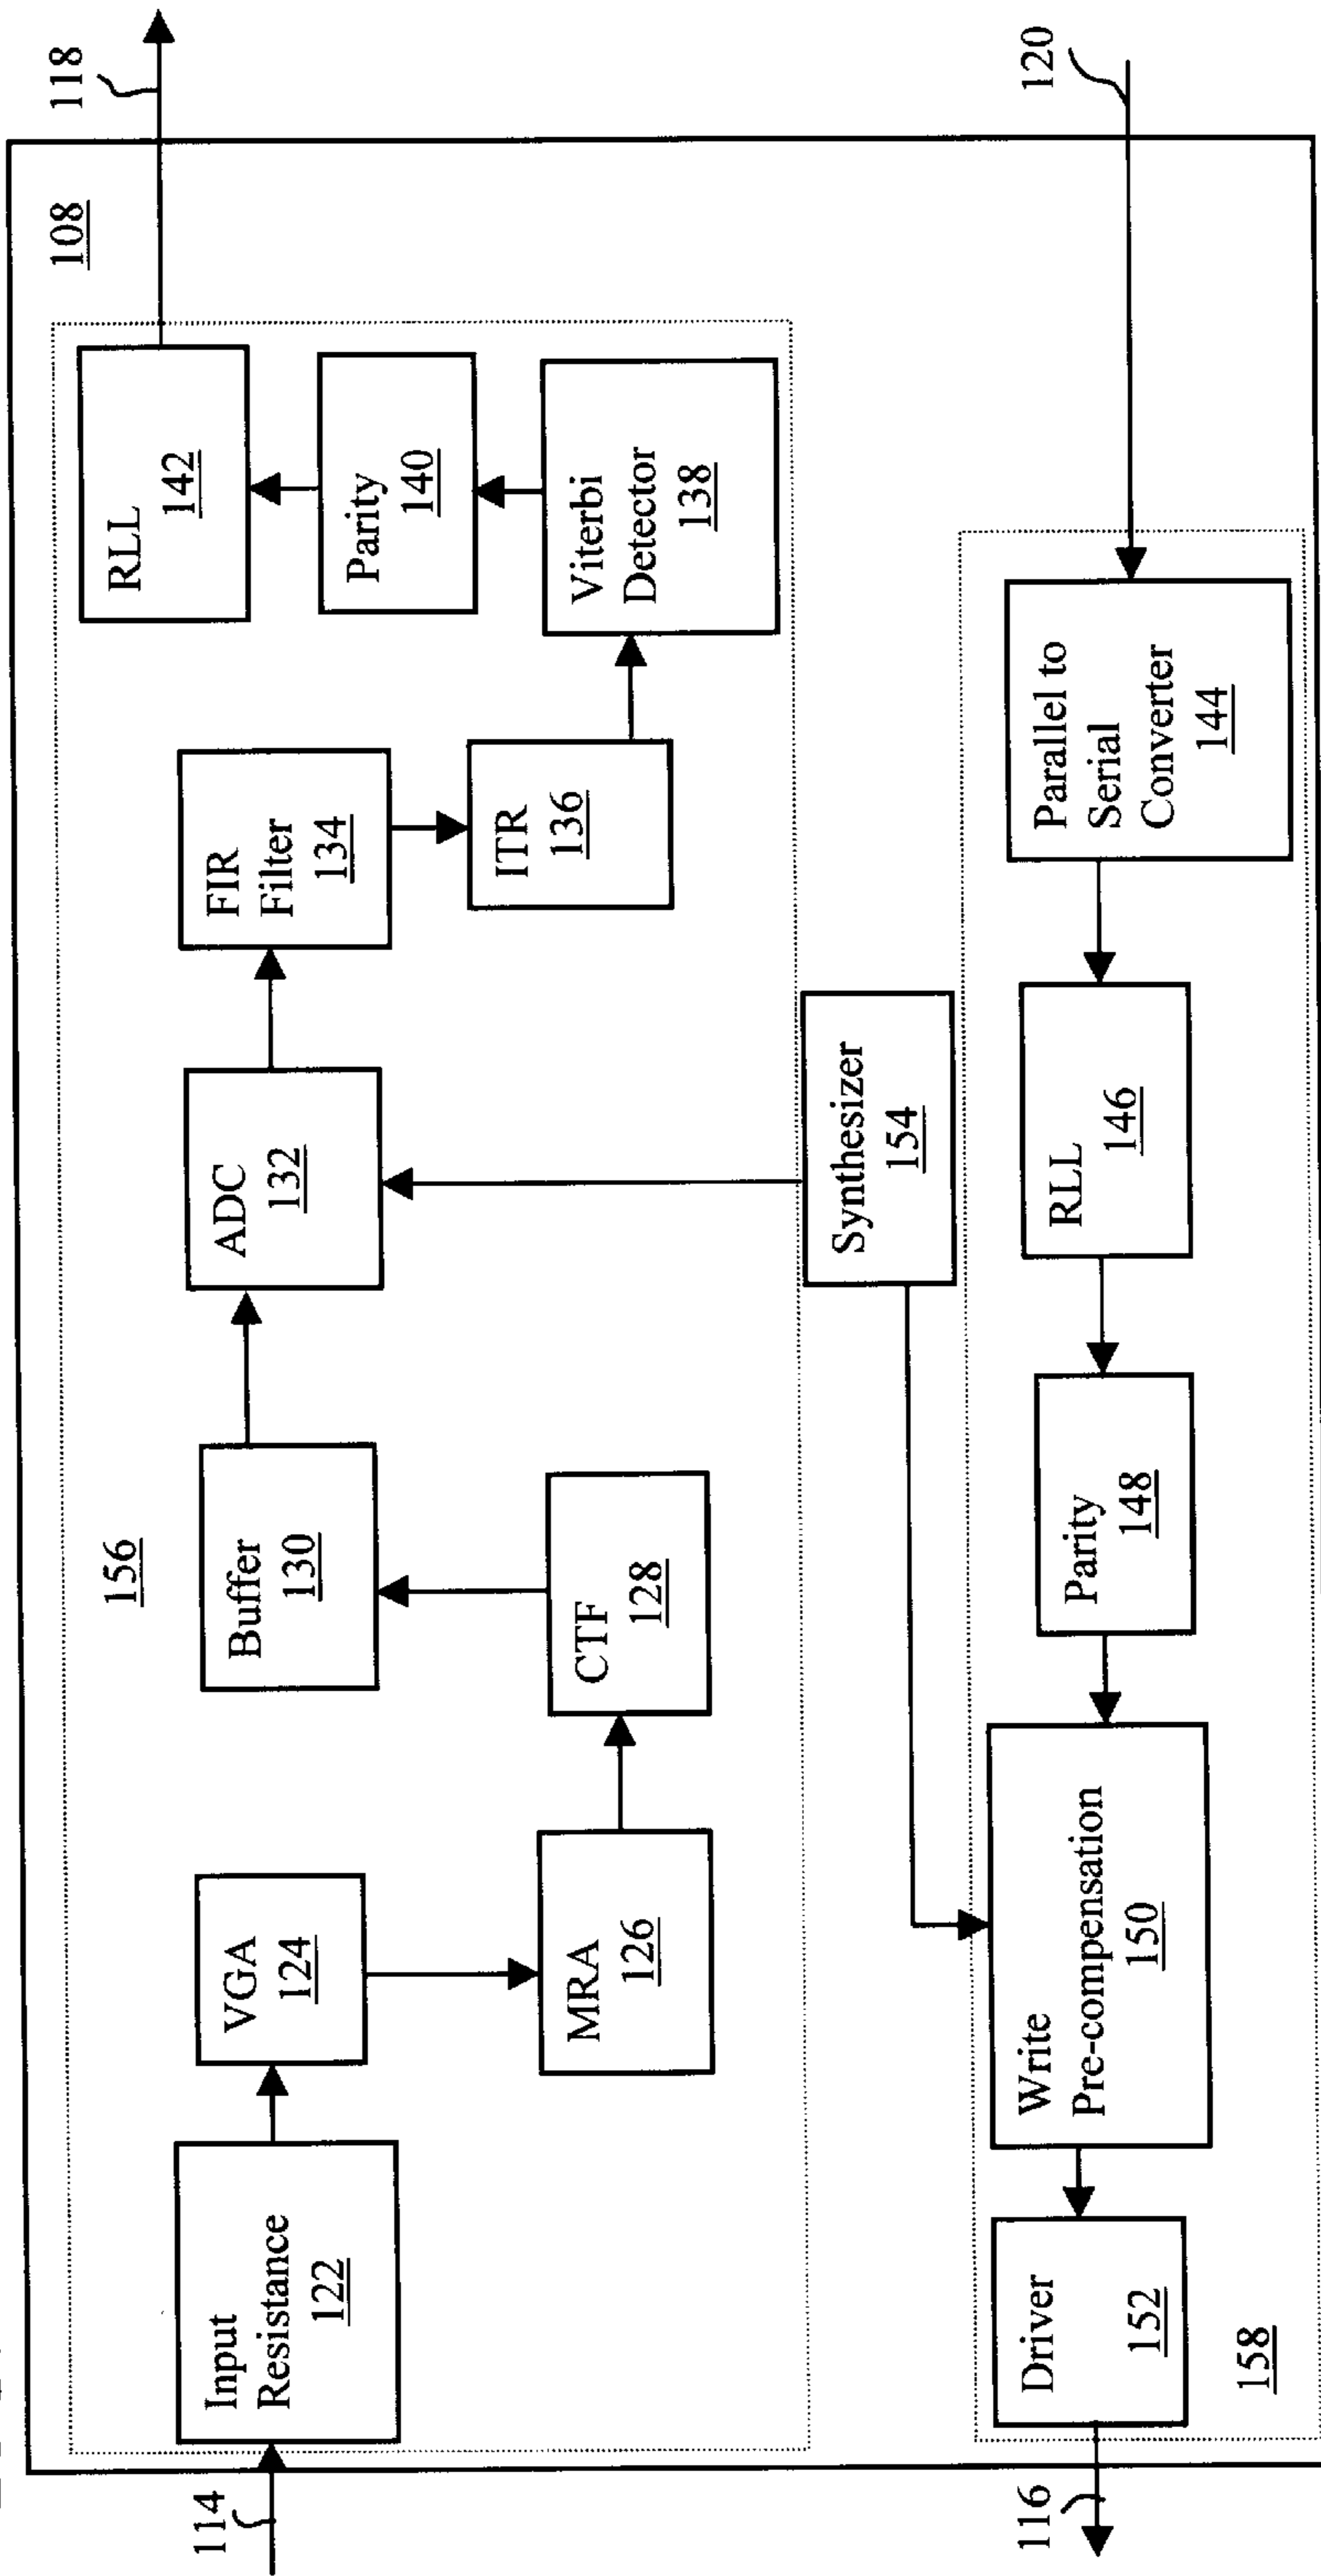 108
118
114
Input
Resistance
122
VGA
124
MRA
126
CTF
128
Buffer
130
156
ADC
132
FIR
Filter
134
ITR
136
Viterbi
Detector
138
Parity
140
RLL
142
Synthesizer
154
120
Parallel to
Serial
Converter
144
RLL
146
Parity
148
Write
Pre-compensation
150
Driver
152
158
116